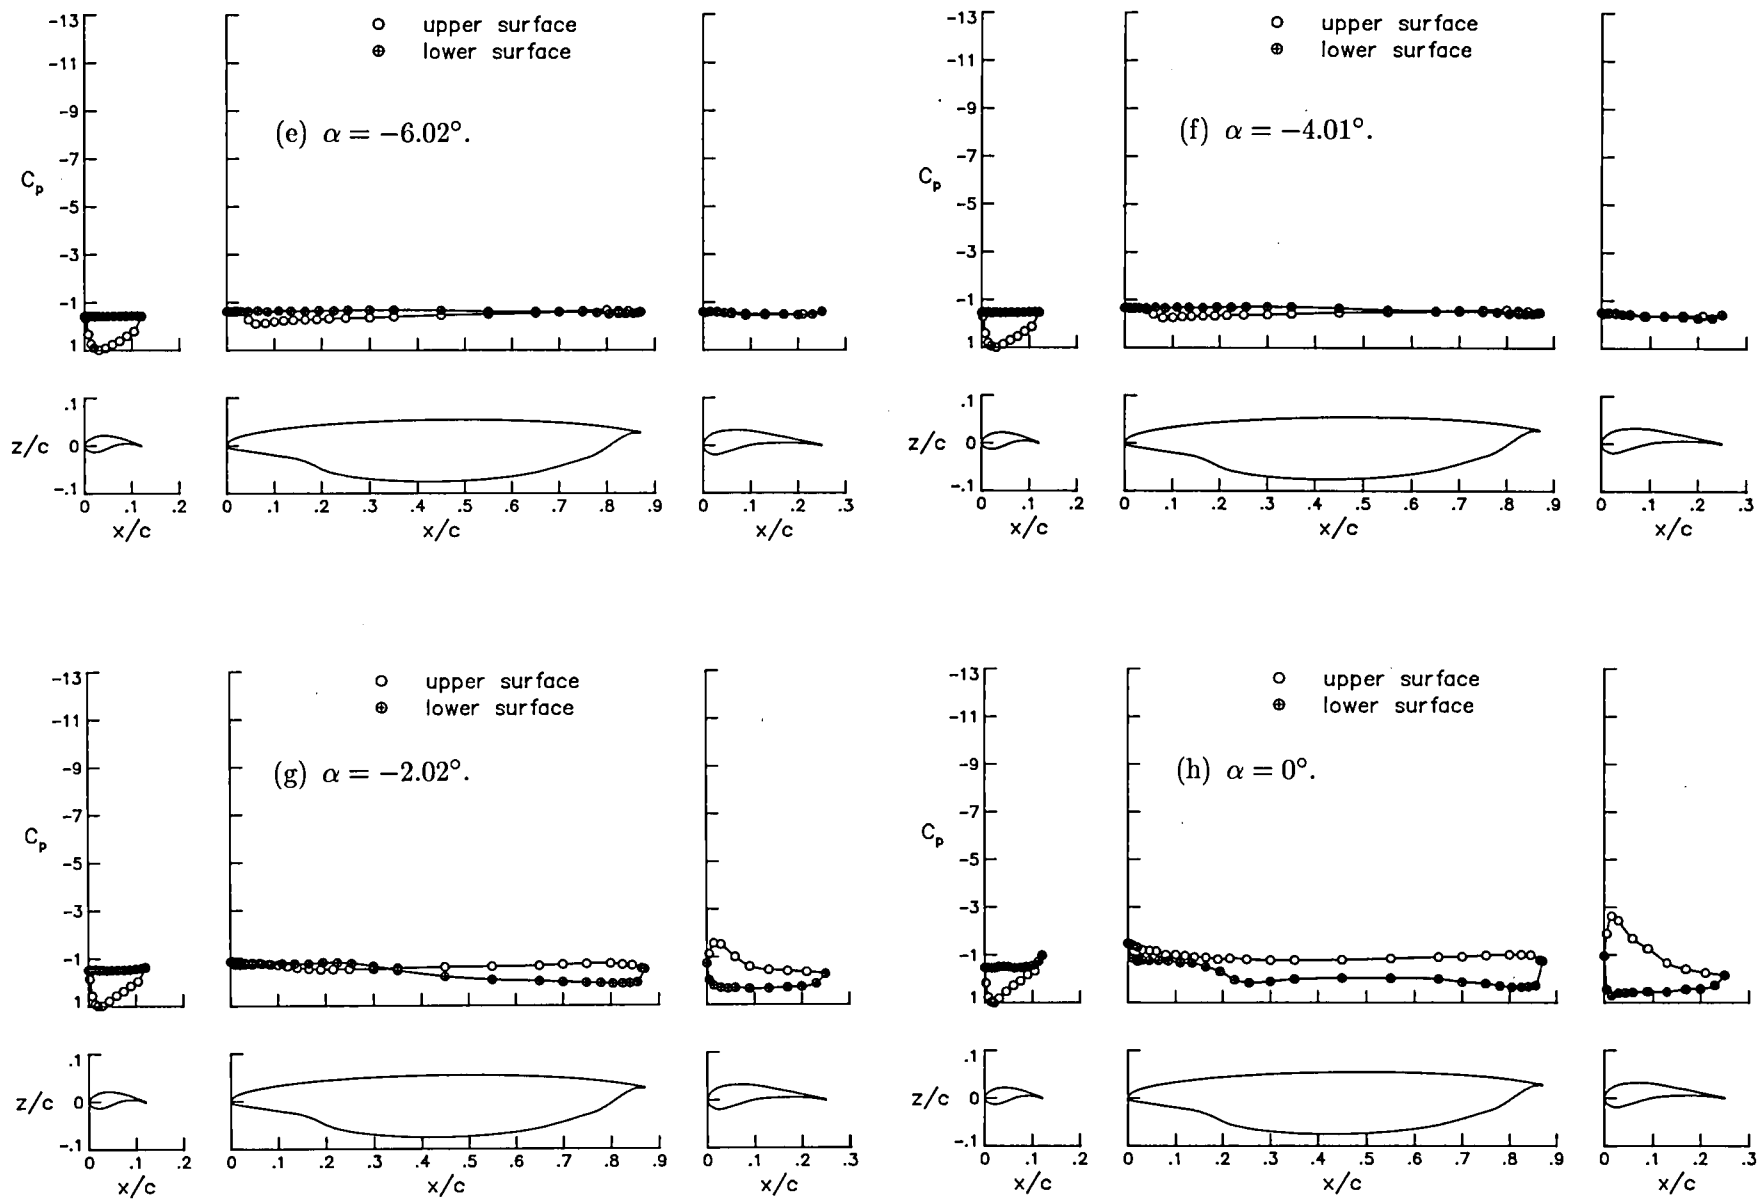 -13
-11
-9
-7
-5
-3
-1
1
C_p
○ upper surface
⊕ lower surface
(e) α = −6.02°.
.1
0
-.1
z/c
0 .1 .2
x/c
0 .1 .2 .3 .4 .5 .6 .7 .8 .9
x/c
0 .1 .2 .3
x/c
-13
-11
-9
-7
-5
-3
-1
1
C_p
○ upper surface
⊕ lower surface
(f) α = −4.01°.
.1
0
-.1
z/c
0 .1 .2
x/c
0 .1 .2 .3 .4 .5 .6 .7 .8 .9
x/c
0 .1 .2 .3
x/c
-13
-11
-9
-7
-5
-3
-1
1
C_p
○ upper surface
⊕ lower surface
(g) α = −2.02°.
.1
0
-.1
z/c
0 .1 .2
x/c
0 .1 .2 .3 .4 .5 .6 .7 .8 .9
x/c
0 .1 .2 .3
x/c
-13
-11
-9
-7
-5
-3
-1
1
C_p
○ upper surface
⊕ lower surface
(h) α = 0°.
.1
0
-.1
z/c
0 .1 .2
x/c
0 .1 .2 .3 .4 .5 .6 .7 .8 .9
x/c
0 .1 .2 .3
x/c